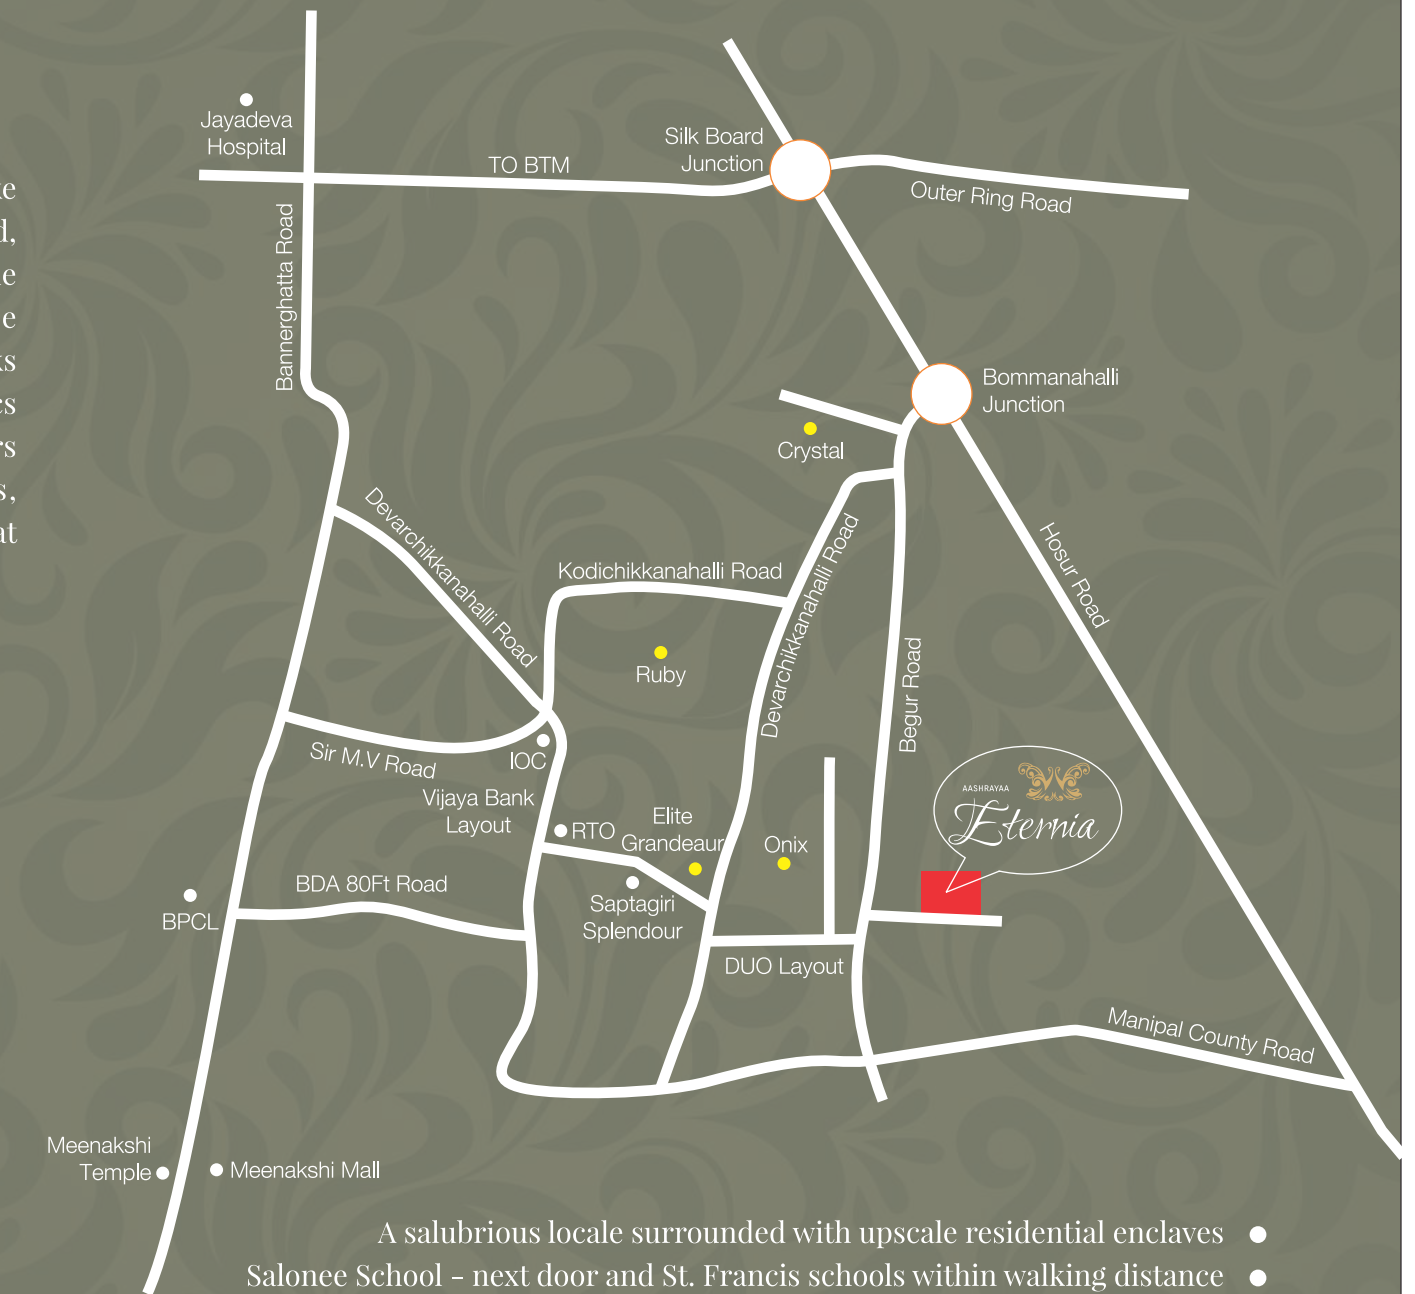 Jayadeva
Hospital
TO BTM
Silk Board
Junction
Outer Ring Road
Bannerghatta Road
Bommanahalli
Junction
Crystal
Devarchikkanahalli Road
Kodichikkanahalli Road
Devarchikkanahalli Road
Hosur Road
Ruby
Begur Road
Sir M.V Road
IOC
Vijaya Bank
Layout
RTO
Elite
Grandeaur
Onix
AASHRAYAA
Eternia
BDA 80Ft Road
BPCL
Saptagiri
Splendour
DUO Layout
Manipal County Road
Meenakshi
Temple
Meenakshi Mall
A salubrious locale surrounded with upscale residential enclaves
Salonee School - next door and St. Francis schools within walking distance